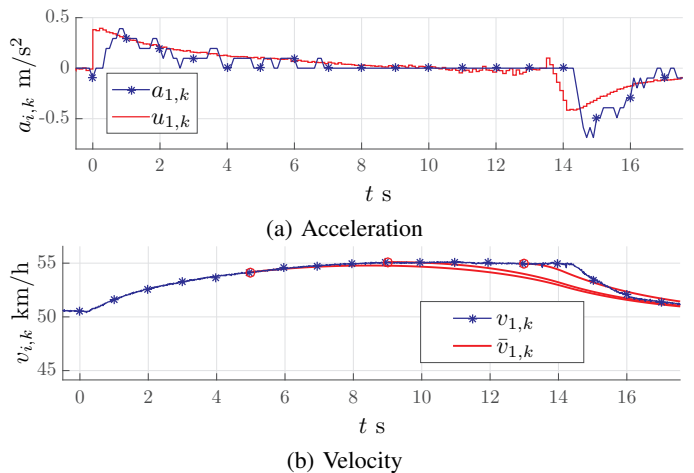 0.5
0
-0.5
a_{i,k} m/s^2
a_{1,k}
u_{1,k}
0 2 4 6 8 10 12 14 16
t s
(a) Acceleration
55
50
45
v_{i,k} km/h
v_{1,k}
v̄_{1,k}
0 2 4 6 8 10 12 14 16
t s
(b) Velocity